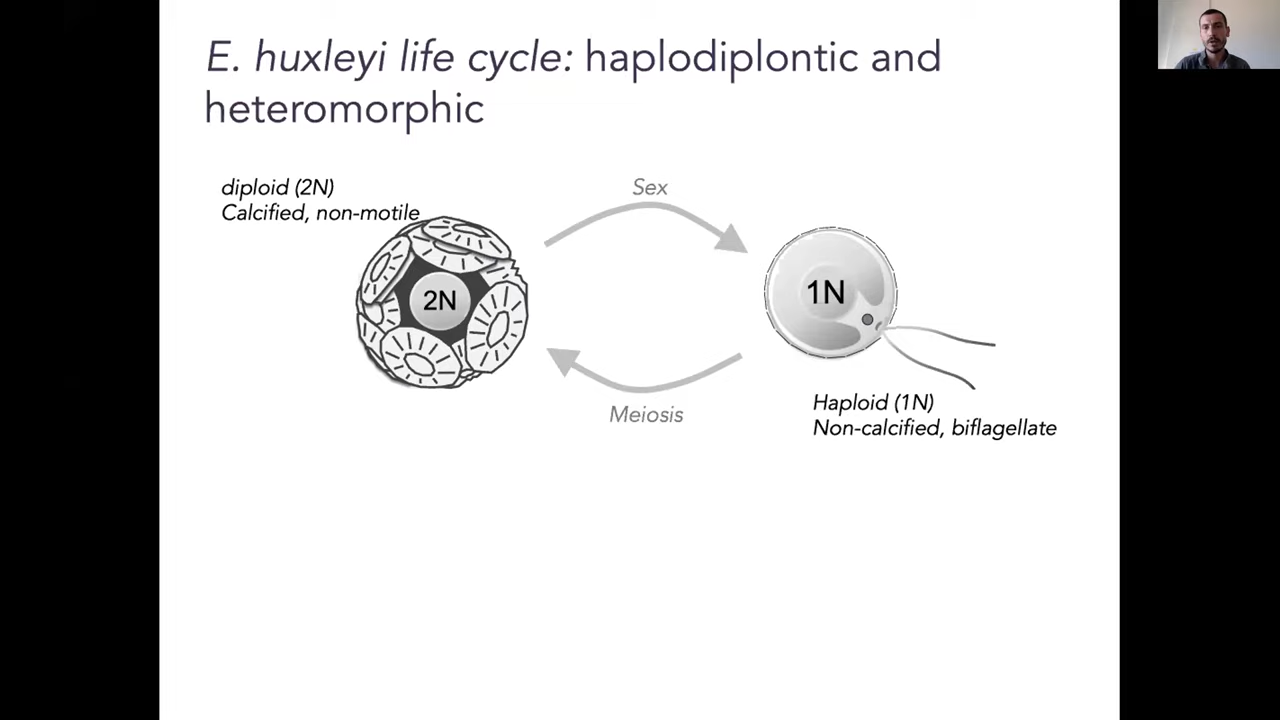 E. huxleyi life cycle: haplodiplontic and
heteromorphic
diploid (2N)
Calcified, non-motile
Sex
2N
1N
Meiosis
Haploid (1N)
Non-calcified, biflagellate